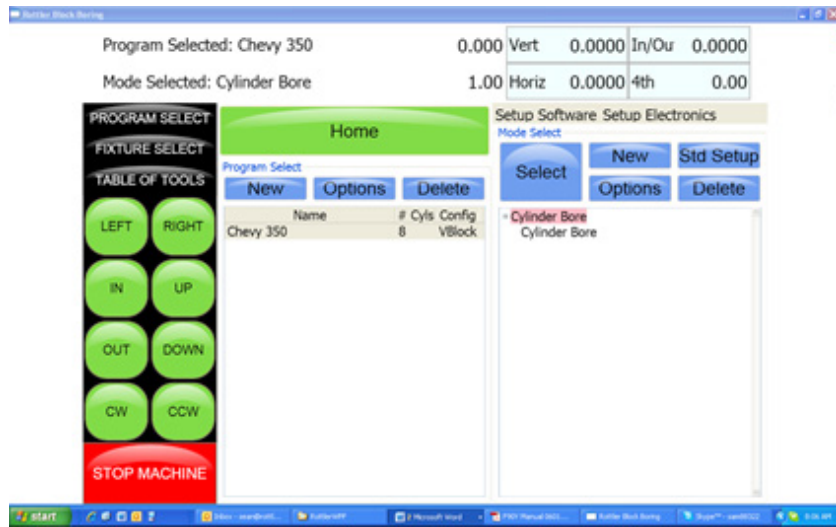 Rottler Block Boring
Program Selected: Chevy 350
0.000 Vert 0.0000 In/Ou 0.0000
Mode Selected: Cylinder Bore
1.00 Horiz 0.0000 4th 0.00
PROGRAM SELECT
FIXTURE SELECT
TABLE OF TOOLS
LEFT RIGHT
IN UP
OUT DOWN
CW CCW
STOP MACHINE
Home
Program Select
New Options Delete
Name # Cyls Config
Chevy 350 8 VBlock
Setup Software Setup Electronics
Mode Select
Select New Std Setup
Options Delete
Cylinder Bore
Cylinder Bore
start
2 Microsoft Word
Rottler Block Boring